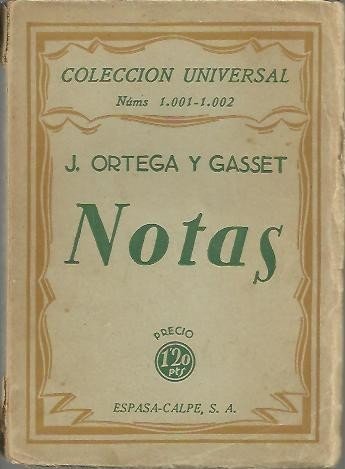 COLECCION UNIVERSAL
Núms 1.001-1.002
J. ORTEGA Y GASSET
Notas
PRECIO
1'20
pts
ESPASA-CALPE, S. A.